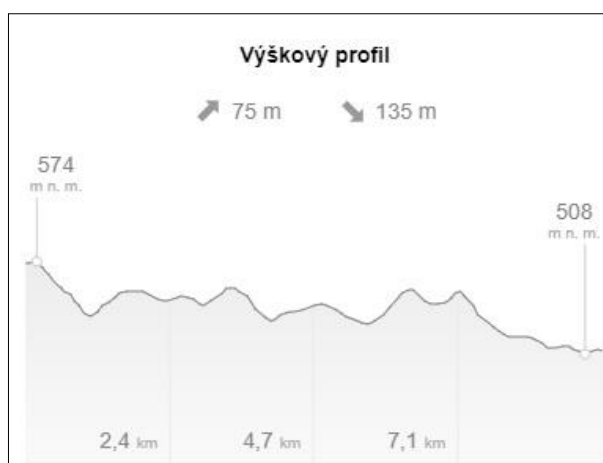 Výškový profil
75 m 135 m
574
m n. m.
508
m n. m.
2,4 km 4,7 km 7,1 km